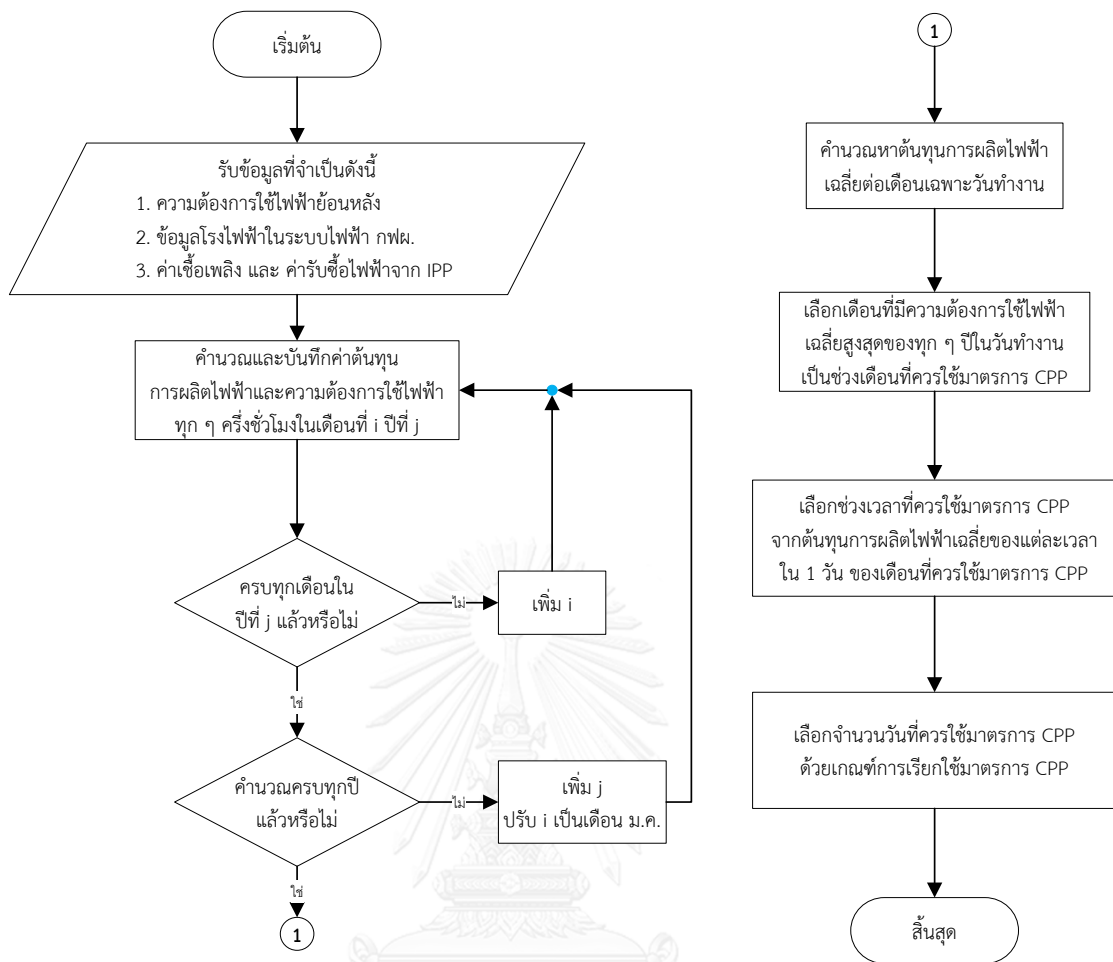 เริ่มต้น
รับข้อมูลที่จำเป็นดังนี้
1. ความต้องการใช้ไฟฟ้าย้อนหลัง
2. ข้อมูลโรงไฟฟ้าในระบบไฟฟ้า กฟผ.
3. ค่าเชื้อเพลิง และ ค่ารับซื้อไฟฟ้าจาก IPP
คำนวณและบันทึกค่าต้นทุน
การผลิตไฟฟ้าและความต้องการใช้ไฟฟ้า
ทุก ๆ ครึ่งชั่วโมงในเดือนที่ i ปีที่ j
ครบทุกเดือนใน
ปีที่ j แล้วหรือไม่
ไม่
เพิ่ม i
ใช่
คำนวณครบทุกปี
แล้วหรือไม่
ไม่
เพิ่ม j
ปรับ i เป็นเดือน ม.ค.
ใช่
1
1
คำนวณหาต้นทุนการผลิตไฟฟ้า
เฉลี่ยต่อเดือนเฉพาะวันทำงาน
เลือกเดือนที่มีความต้องการใช้ไฟฟ้า
เฉลี่ยสูงสุดของทุก ๆ ปีในวันทำงาน
เป็นช่วงเดือนที่ควรใช้มาตรการ CPP
เลือกช่วงเวลาที่ควรใช้มาตรการ CPP
จากต้นทุนการผลิตไฟฟ้าเฉลี่ยของแต่ละเวลา
ใน 1 วัน ของเดือนที่ควรใช้มาตรการ CPP
เลือกจำนวนวันที่ควรใช้มาตรการ CPP
ด้วยเกณฑ์การเรียกใช้มาตรการ CPP
สิ้นสุด